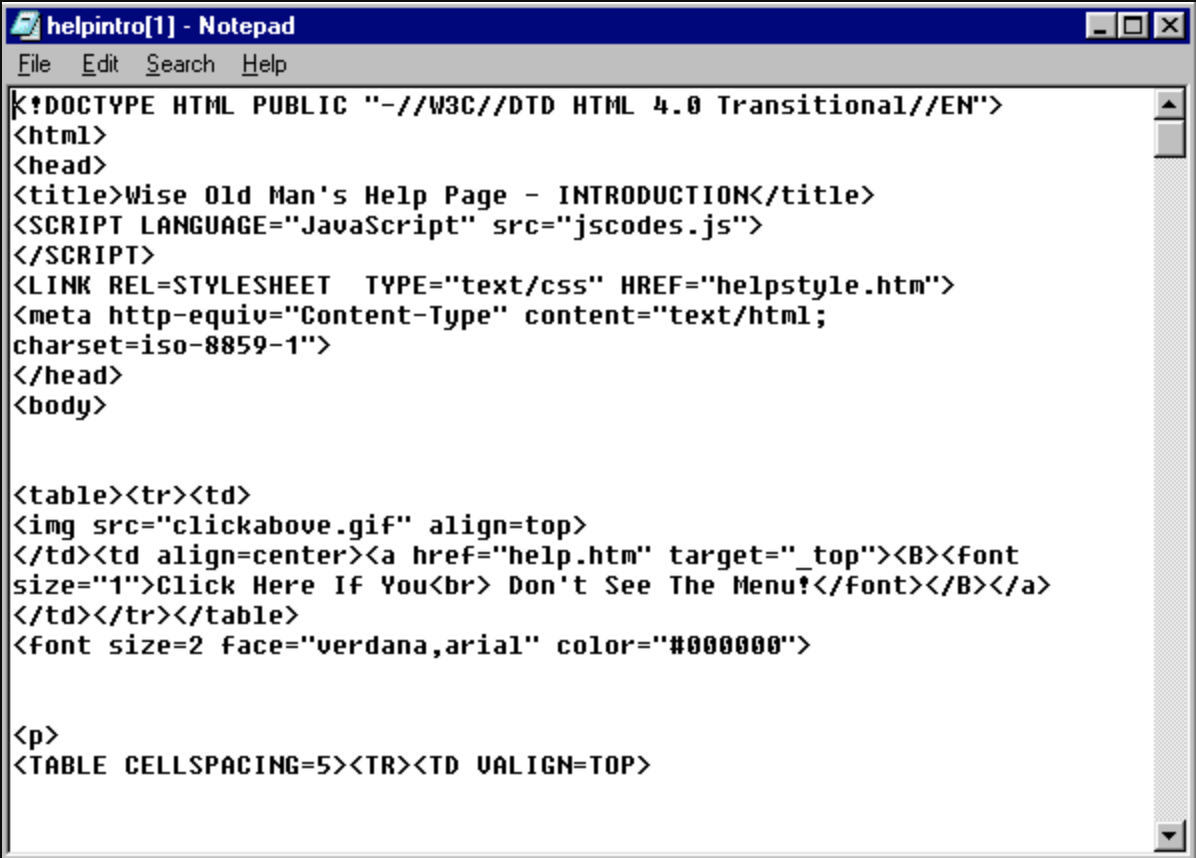 helpintro[1] - Notepad
File Edit Search Help
<!DOCTYPE HTML PUBLIC "-//W3C//DTD HTML 4.0 Transitional//EN">
<html>
<head>
<title>Wise Old Man's Help Page - INTRODUCTION</title>
<SCRIPT LANGUAGE="JavaScript" src="jscodes.js">
</SCRIPT>
<LINK REL=STYLESHEET  TYPE="text/css" HREF="helpstyle.htm">
<meta http-equiv="Content-Type" content="text/html;
charset=iso-8859-1">
</head>
<body>
<table><tr><td>
<img src="clickabove.gif" align=top>
</td><td align=center><a href="help.htm" target="_top"><B><font
size="1">Click Here If You<br> Don't See The Menu!</font></B></a>
</td></tr></table>
<font size=2 face="verdana,arial" color="#000000">
<p>
<TABLE CELLSPACING=5><TR><TD VALIGN=TOP>